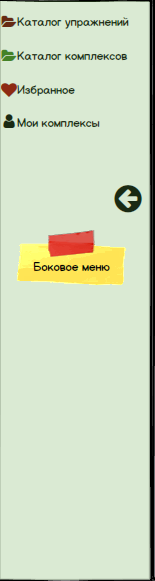 Каталог упражнений
Каталог комплексов
Избранное
Мои комплексы
Боковое меню